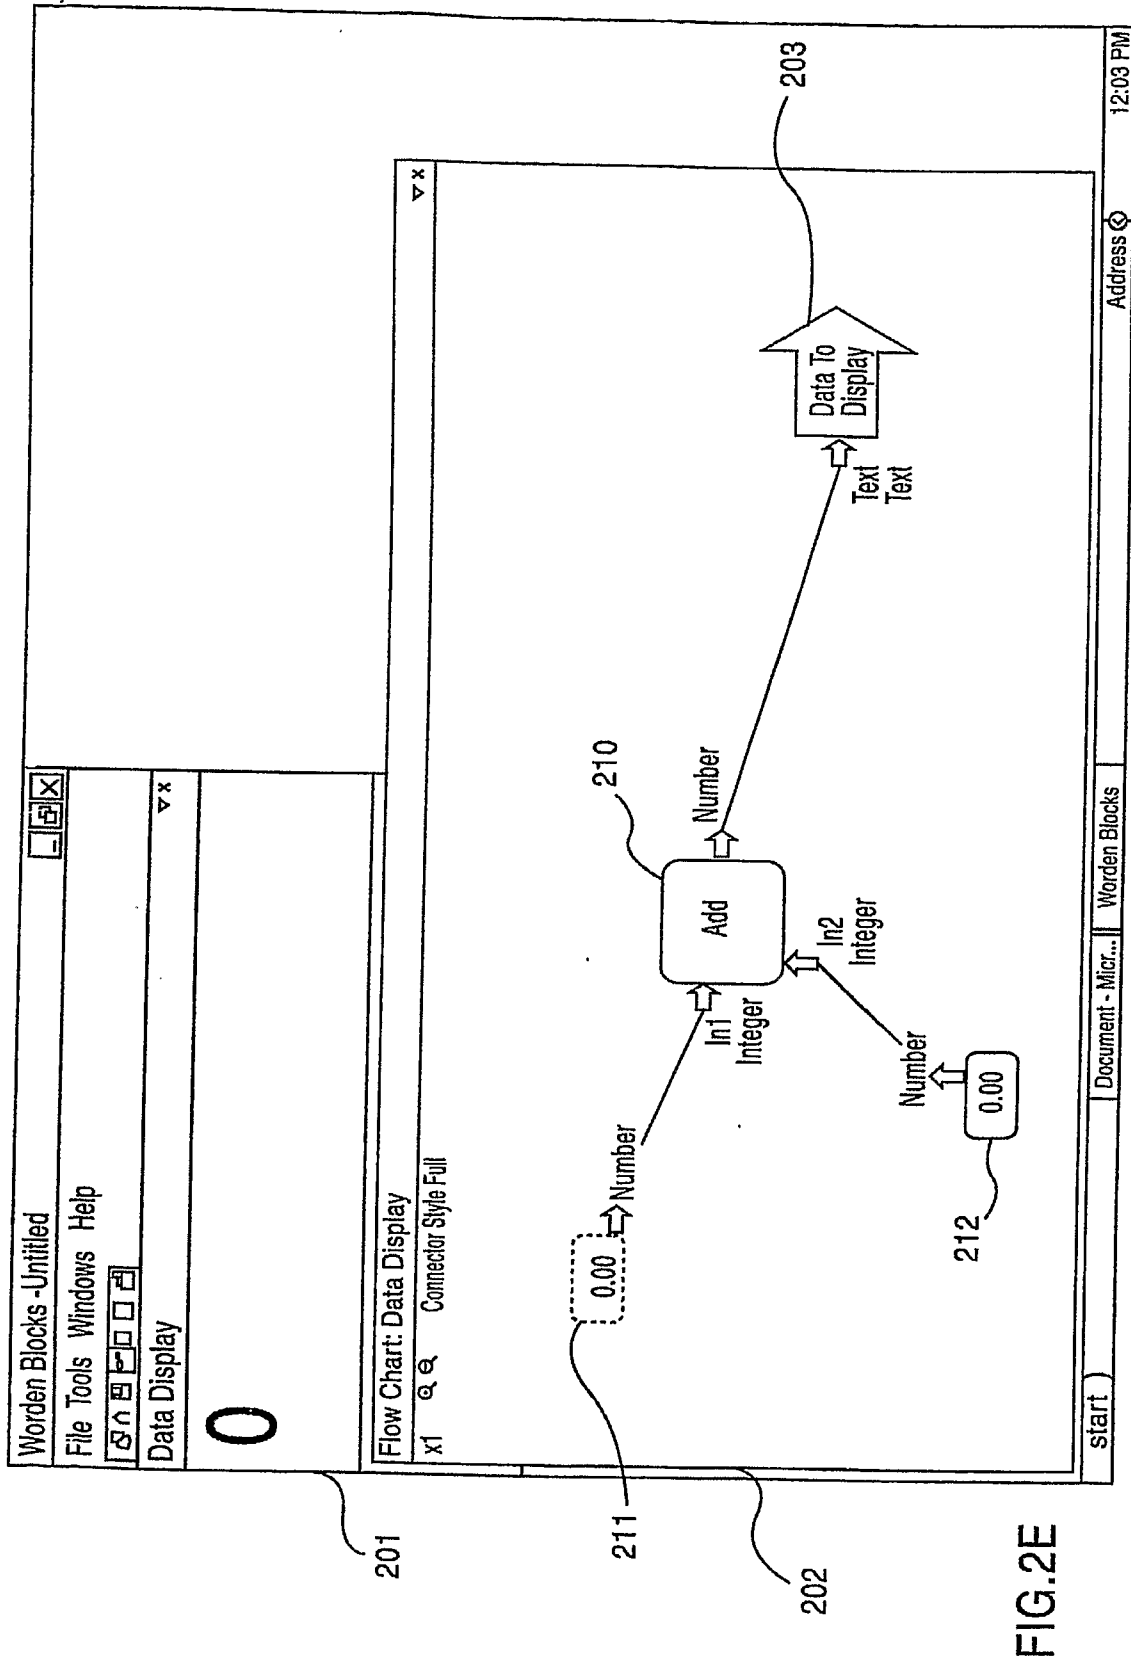 Worden Blocks -Untitled
File Tools Windows Help
Data Display
0
Flow Chart: Data Display
x1 Connector Style Full
0.00
Number
In1
Integer
Add
Number
In2
Integer
Number
0.00
Text
Text
Data To
Display
start
Document - Micr...
Worden Blocks
Address
12:03 PM
201
211
202
212
210
203
FIG.2E